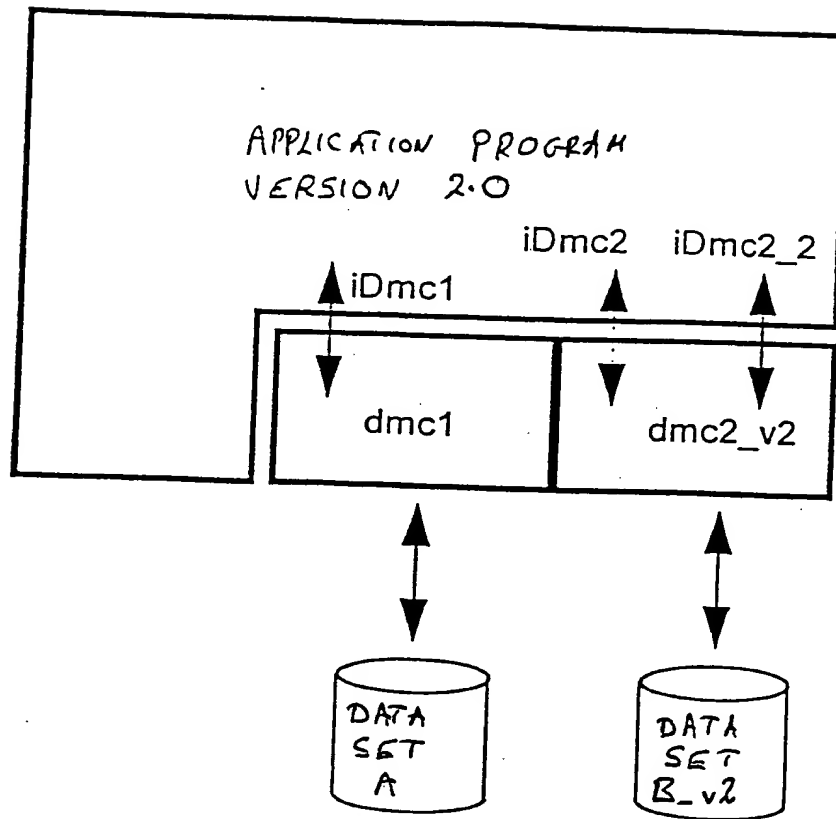 APPLICATION PROGRAM
VERSION 2.0
iDmc2 iDmc2_2
iDmc1
dmc1 dmc2_v2
DATA
SET
A
DATA
SET
B_v2